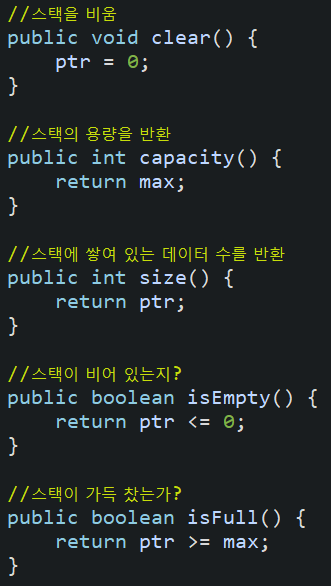 //스택을 비움
public void clear() {
    ptr = 0;
}
//스택의 용량을 반환
public int capacity() {
    return max;
}
//스택에 쌓여 있는 데이터 수를 반환
public int size() {
    return ptr;
}
//스택이 비어 있는지?
public boolean isEmpty() {
    return ptr <= 0;
}
//스택이 가득 찼는가?
public boolean isFull() {
    return ptr >= max;
}